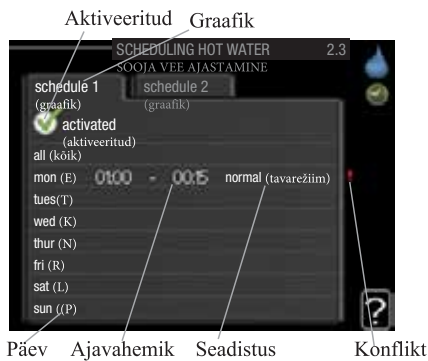 Aktiveeritud Graafik
SCHEDULING HOT WATER 2.3
SOOJA VEE AJASTAMINE
schedule 1 schedule 2
(graafik) (graafik)
activated
(aktiveeritud)
all (kõik)
mon (E) 01:00 - 00:15 normal (tavarežiim) !
tues(T)
wed (K)
thur (N)
fri (R)
sat (L)
sun ((P)
?
Päev Ajavahemik Seadistus Konflikt